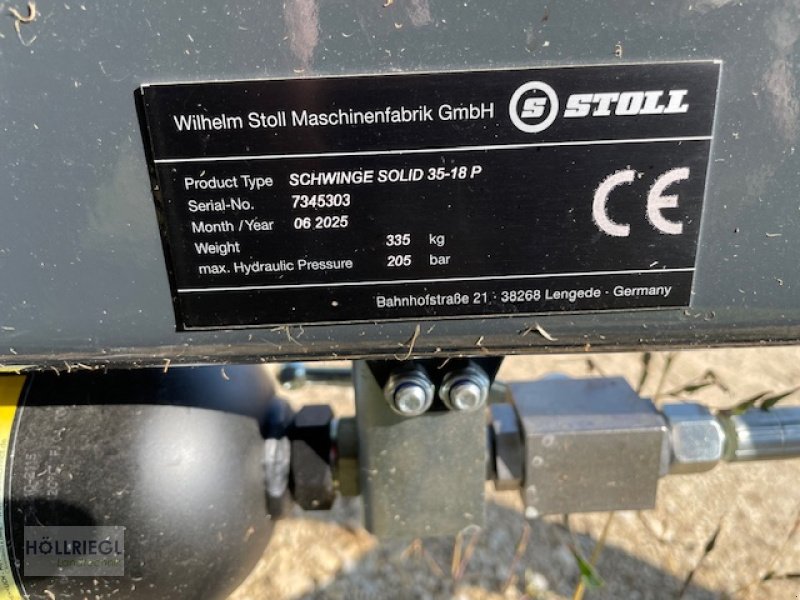 Wilhelm Stoll Maschinenfabrik GmbH S STOLL
Product Type SCHWINGE SOLID 35-18 P
Serial-No. 7345303
Month / Year 06 2025
Weight 335 kg
max. Hydraulic Pressure 205 bar
CE
Bahnhofstraße 21 · 38268 Lengede · Germany
HÖLLRIEGL
Landtechnik